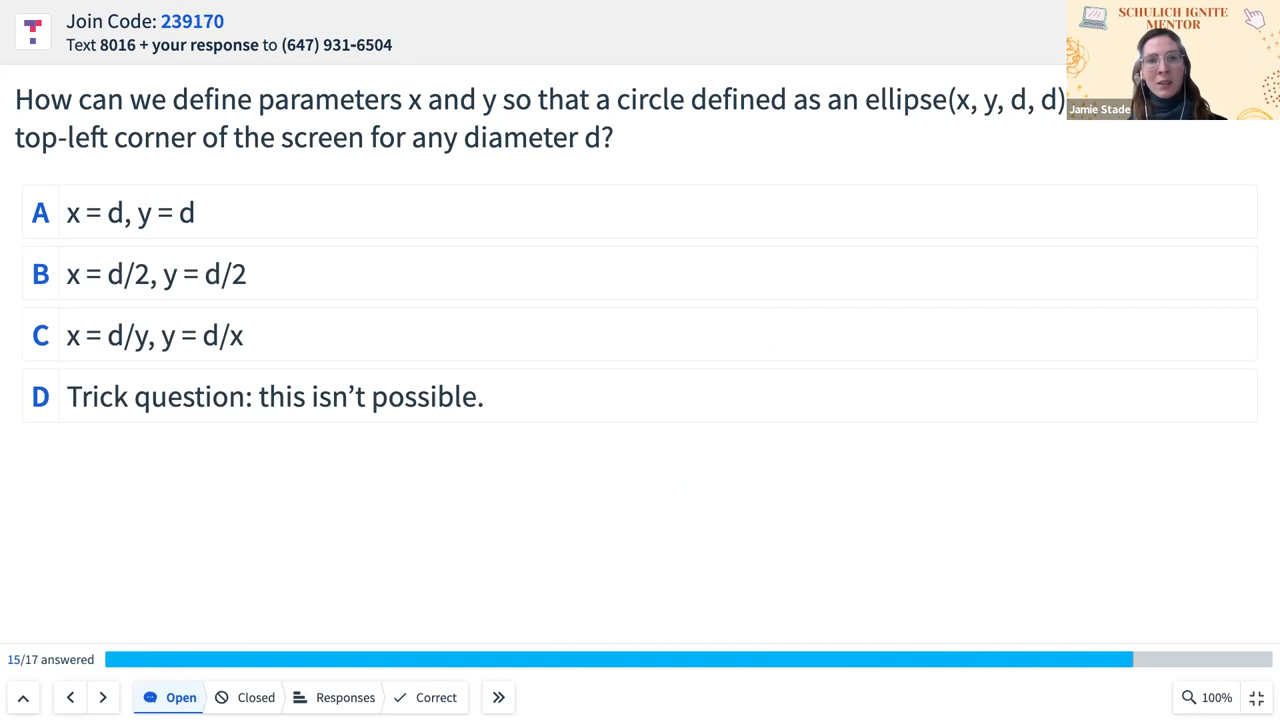 Join Code: 239170
Text 8016 + your response to (647) 931-6504
SCHULICH IGNITE
MENTOR
Jamie Stade
How can we define parameters x and y so that a circle defined as an ellipse(x, y, d, d)
top-left corner of the screen for any diameter d?
A x = d, y = d
B x = d/2, y = d/2
C x = d/y, y = d/x
D Trick question: this isn’t possible.
15/17 answered
Open Closed Responses Correct 100%